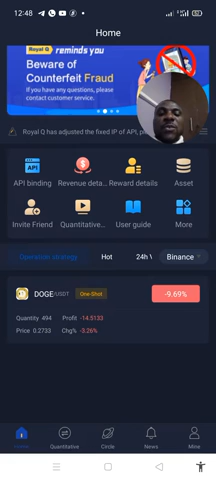 12:48
Home
Royal Q reminds you
Beware of
Counterfeit Fraud
If you have any questions, please
contact customer service.
Royal Q has adjusted the fixed IP of API, pl
API
API binding
Revenue deta...
Reward details
Asset
Invite Friend
Quantitative...
User guide
More
Operation strategy
Hot
24h
Binance
DOGE/USDT
One-Shot
-9.69%
Quantity 494 Profit -14.5133
Price 0.2733 Chg% -3.26%
Quantitative
Circle
News
Mine